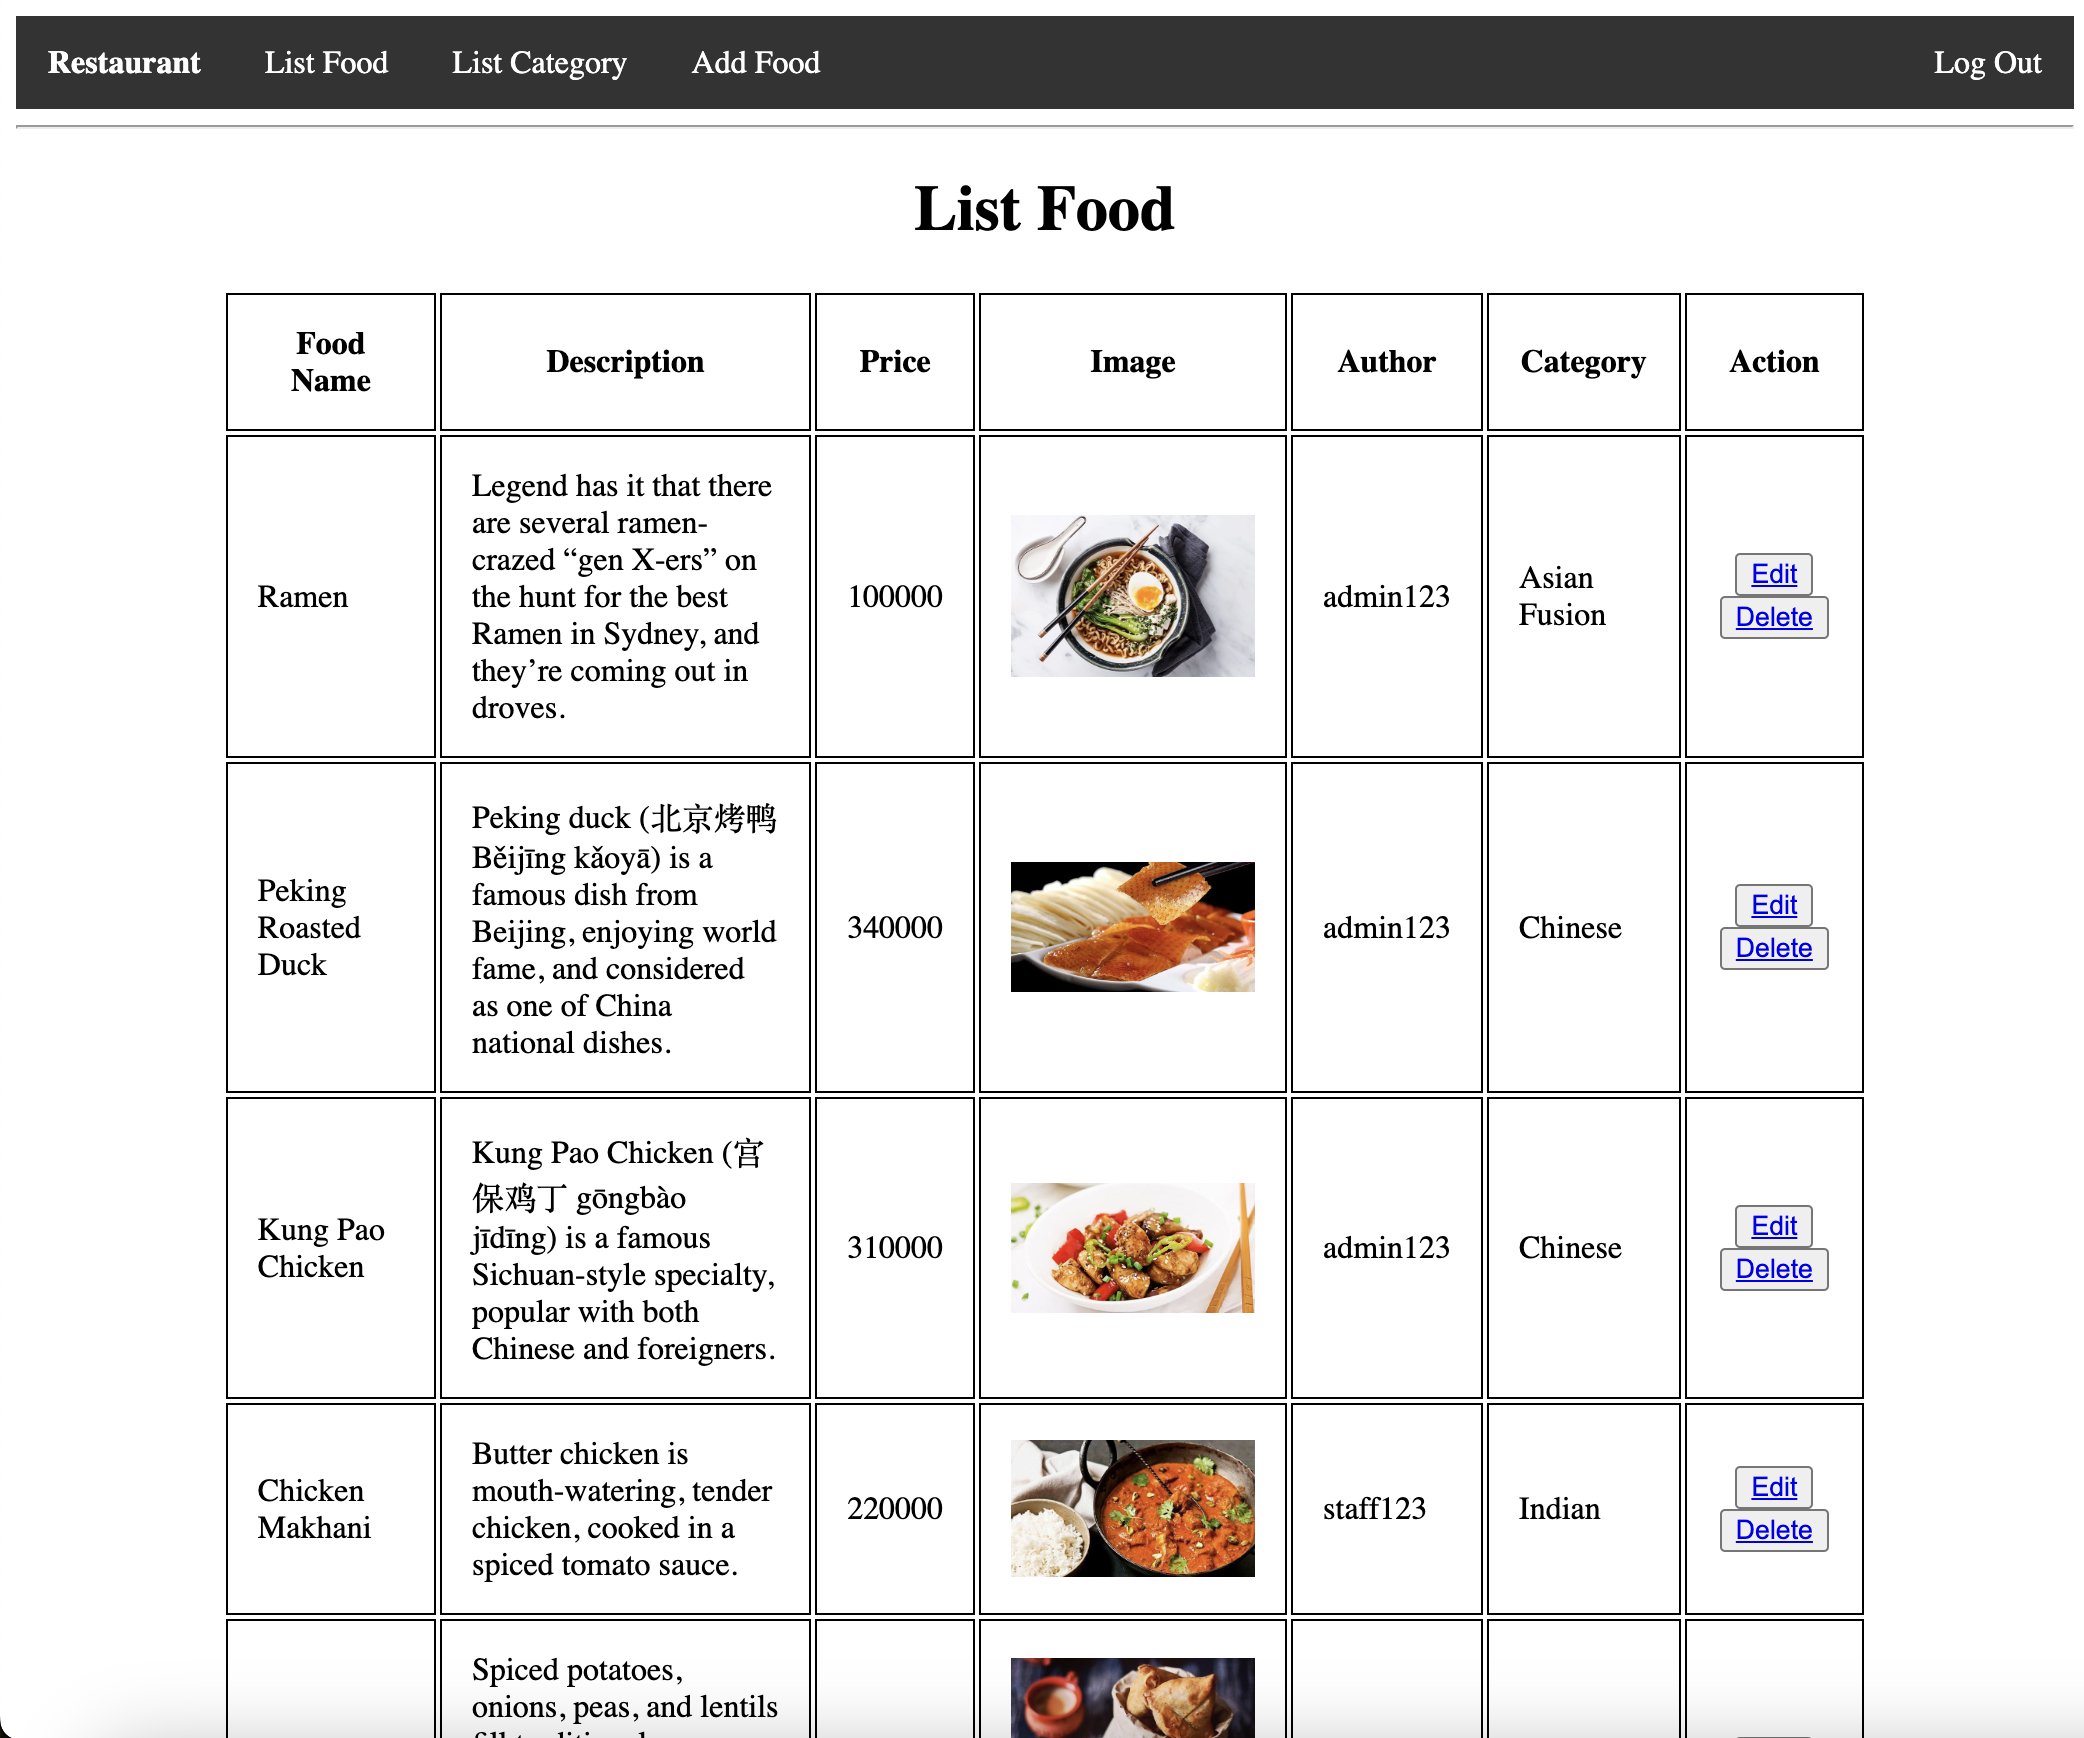 Restaurant List Food List Category Add Food Log Out
List Food
Food
Name
Description
Price
Image
Author
Category
Action
Ramen
Legend has it that there
are several ramen-
crazed “gen X-ers” on
the hunt for the best
Ramen in Sydney, and
they’re coming out in
droves.
100000
admin123
Asian
Fusion
Edit
Delete
Peking
Roasted
Duck
Peking duck (北京烤鸭
Běijīng kǎoyā) is a
famous dish from
Beijing, enjoying world
fame, and considered
as one of China
national dishes.
340000
admin123
Chinese
Edit
Delete
Kung Pao
Chicken
Kung Pao Chicken (宫
保鸡丁 gōngbào
jīdīng) is a famous
Sichuan-style specialty,
popular with both
Chinese and foreigners.
310000
admin123
Chinese
Edit
Delete
Chicken
Makhani
Butter chicken is
mouth-watering, tender
chicken, cooked in a
spiced tomato sauce.
220000
staff123
Indian
Edit
Delete
Spiced potatoes,
onions, peas, and lentils